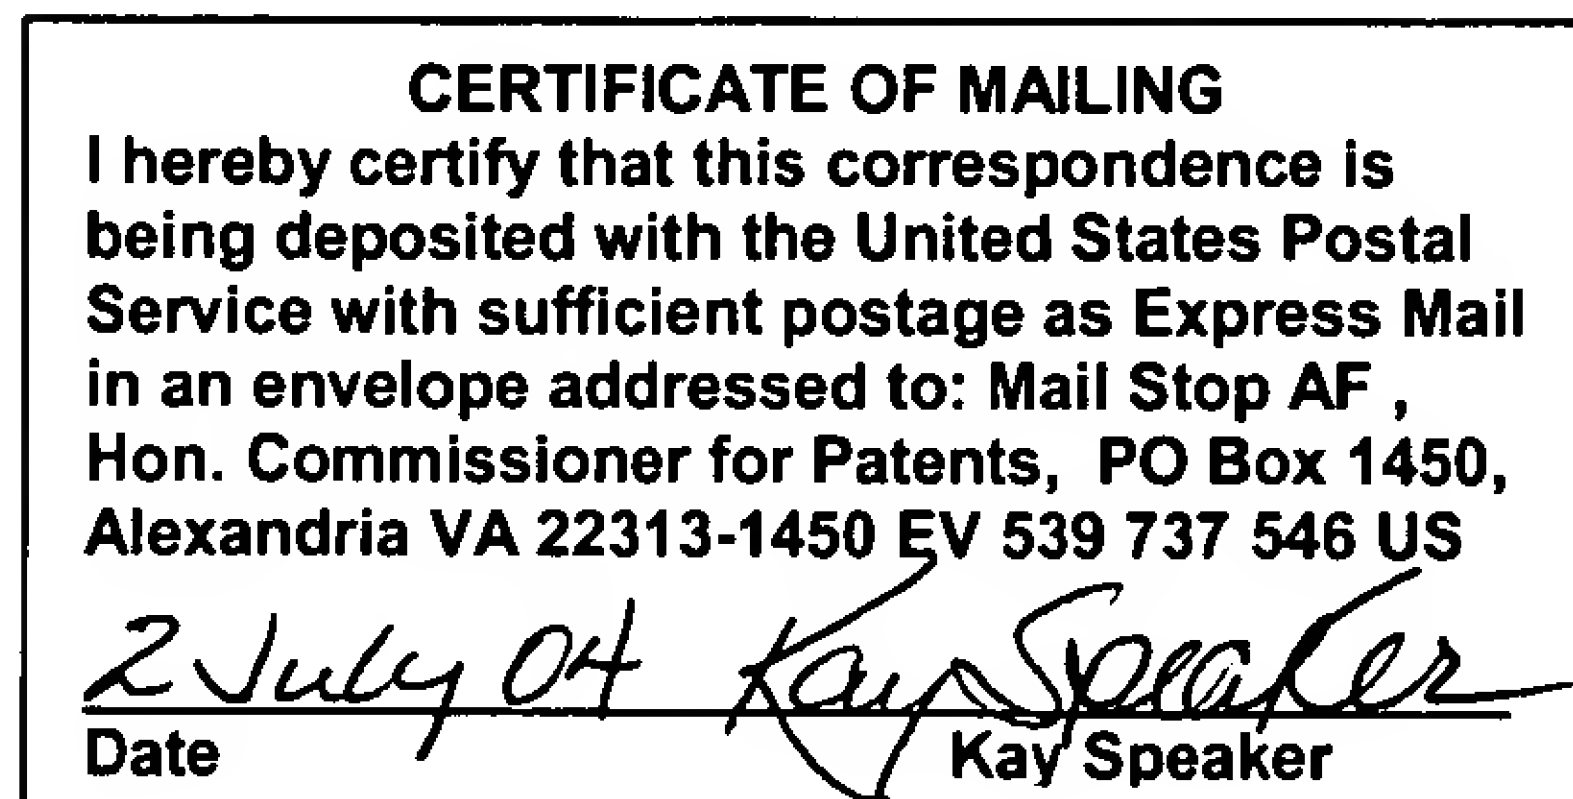 CERTIFICATE OF MAILING
I hereby certify that this correspondence is
being deposited with the United States Postal
Service with sufficient postage as Express Mail
in an envelope addressed to: Mail Stop AF ,
Hon. Commissioner for Patents, PO Box 1450,
Alexandria VA 22313-1450 EV 539 737 546 US
2 July 04 Kay Speaker
Date Kay Speaker